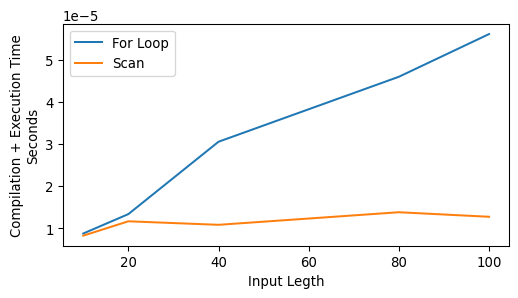 1e−5
For Loop
Scan
5
4
3
2
1
Compilation + Execution Time
Seconds
20 40 60 80 100
Input Legth